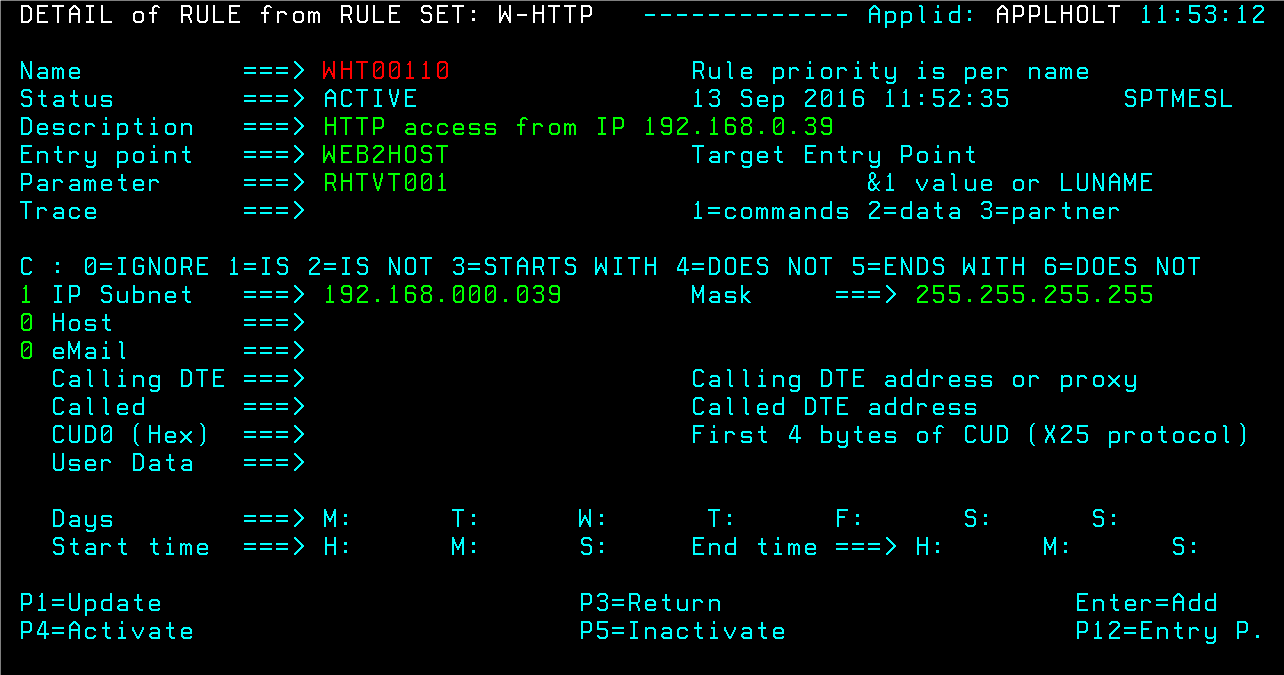 DETAIL of RULE from RULE SET: W-HTTP   ------------- Applid: APPLHOLT 11:53:12
Name          ===> WHT00110               Rule priority is per name
Status        ===> ACTIVE                 13 Sep 2016 11:52:35       SPTMESL
Description   ===> HTTP access from IP 192.168.0.39
Entry point   ===> WEB2HOST               Target Entry Point
Parameter     ===> RHTVT001                          &1 value or LUNAME
Trace         ===>                        1=commands 2=data 3=partner
C : 0=IGNORE 1=IS 2=IS NOT 3=STARTS WITH 4=DOES NOT 5=ENDS WITH 6=DOES NOT
1 IP Subnet   ===> 192.168.000.039        Mask     ===> 255.255.255.255
0 Host        ===>
0 eMail       ===>
  Calling DTE ===>                        Calling DTE address or proxy
  Called      ===>                        Called DTE address
  CUD0 (Hex)  ===>                        First 4 bytes of CUD (X25 protocol)
  User Data   ===>
  Days        ===> M:      T:      W:      T:      F:      S:      S:
  Start time  ===> H:      M:      S:     End time ===> H:      M:      S:
P1=Update                          P3=Return                      Enter=Add
P4=Activate                        P5=Inactivate                  P12=Entry P.